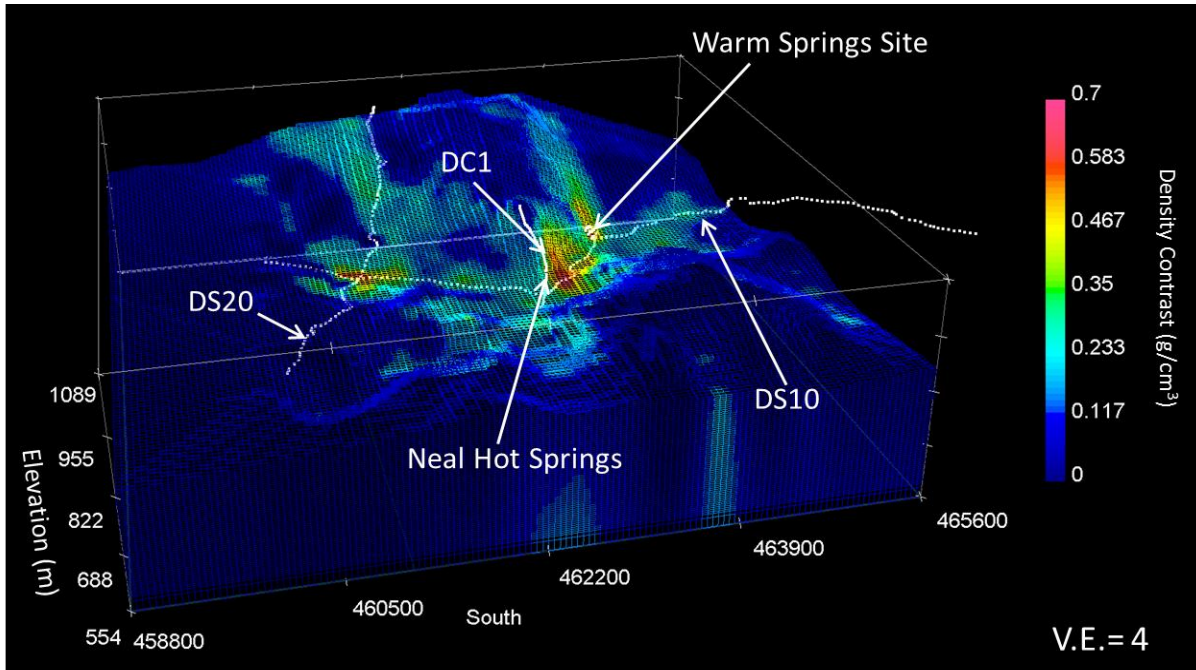 Warm Springs Site
DC1
DS20
DS10
Neal Hot Springs
0.7
0.583
0.467
0.35
0.233
0.117
0
Density Contrast (g/cm³)
1089
955
822
688
554
Elevation (m)
458800
460500
462200
463900
465600
South
V.E.= 4